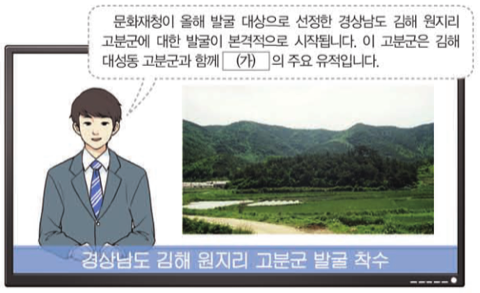 문화재청이 올해 발굴 대상으로 선정한 경상남도 김해 원지리
고분군에 대한 발굴이 본격적으로 시작됩니다. 이 고분군은 김해
대성동 고분군과 함께 (가) 의 주요 유적입니다.
경상남도 김해 원지리 고분군 발굴 착수